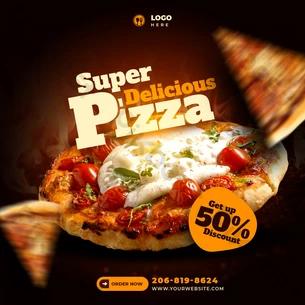 LOGO
HERE
Super
Delicious
Pizza
Get up
50%
Discount
ORDER NOW
206-819-8624
WWW.YOURWEBSITE.COM